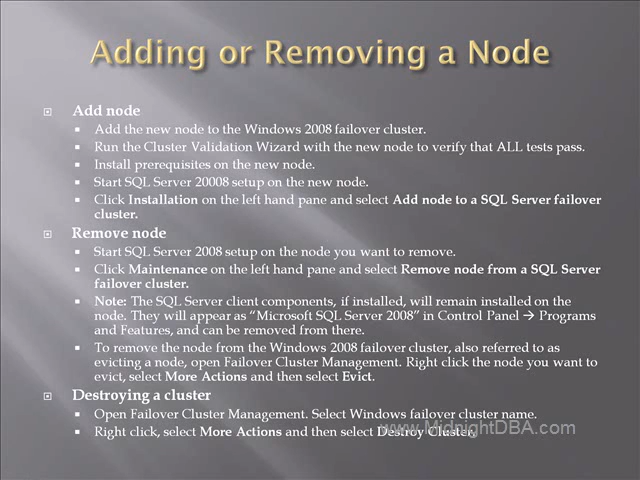 Adding or Removing a Node
Add node
Add the new node to the Windows 2008 failover cluster.
Run the Cluster Validation Wizard with the new node to verify that ALL tests pass.
Install prerequisites on the new node.
Start SQL Server 20008 setup on the new node.
Click Installation on the left hand pane and select Add node to a SQL Server failover
cluster.
Remove node
Start SQL Server 2008 setup on the node you want to remove.
Click Maintenance on the left hand pane and select Remove node from a SQL Server
failover cluster.
Note: The SQL Server client components, if installed, will remain installed on the
node. They will appear as “Microsoft SQL Server 2008” in Control Panel → Programs
and Features, and can be removed from there.
To remove the node from the Windows 2008 failover cluster, also referred to as
evicting a node, open Failover Cluster Management. Right click the node you want to
evict, select More Actions and then select Evict.
Destroying a cluster
Open Failover Cluster Management. Select Windows failover cluster name.
Right click, select More Actions and then select Destroy Cluster.
www.MidnightDBA.com